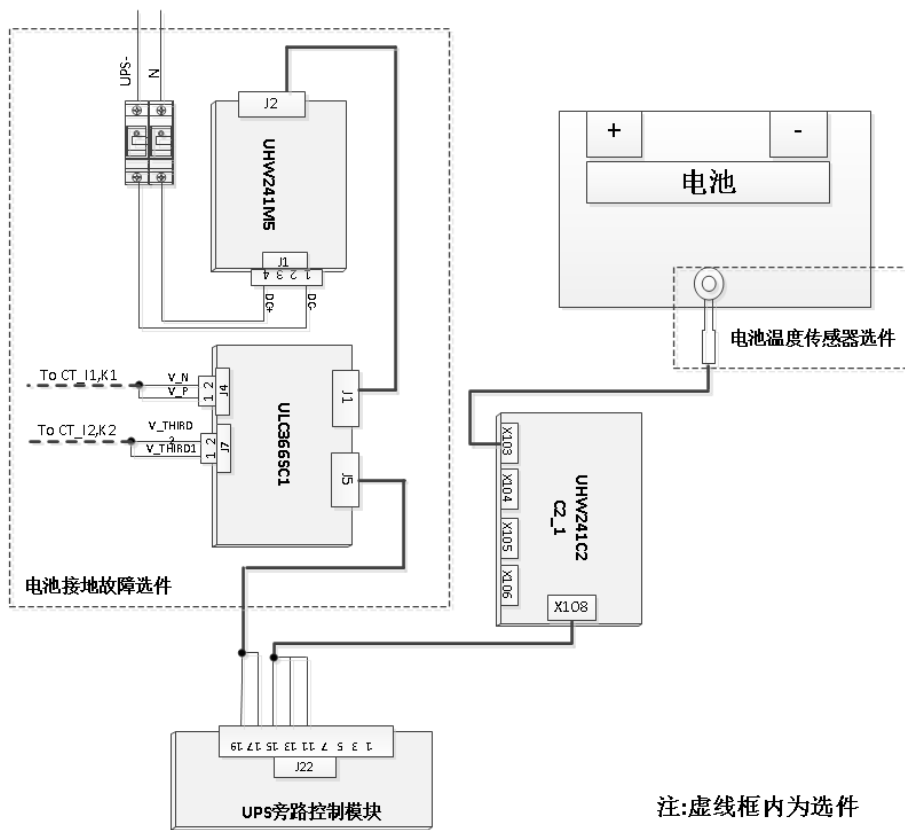 UPS-
N
J2
UHW241M5
J1
4 3 2 1
DC+
DC-
+
-
电池
电池温度传感器选件
To CT_I1,K1
V_N
V_P
1 2
J4
J1
To CT_I2,K2
V_THIRD
2
V_THIRD1
1 2
J7
ULC366SC1
J5
电池接地故障选件
X103
X104
X105
X106
UHW241C2
C2_1
X108
19 17 15 13 11 7 5 3 1
J22
UPS旁路控制模块
注:虚线框内为选件